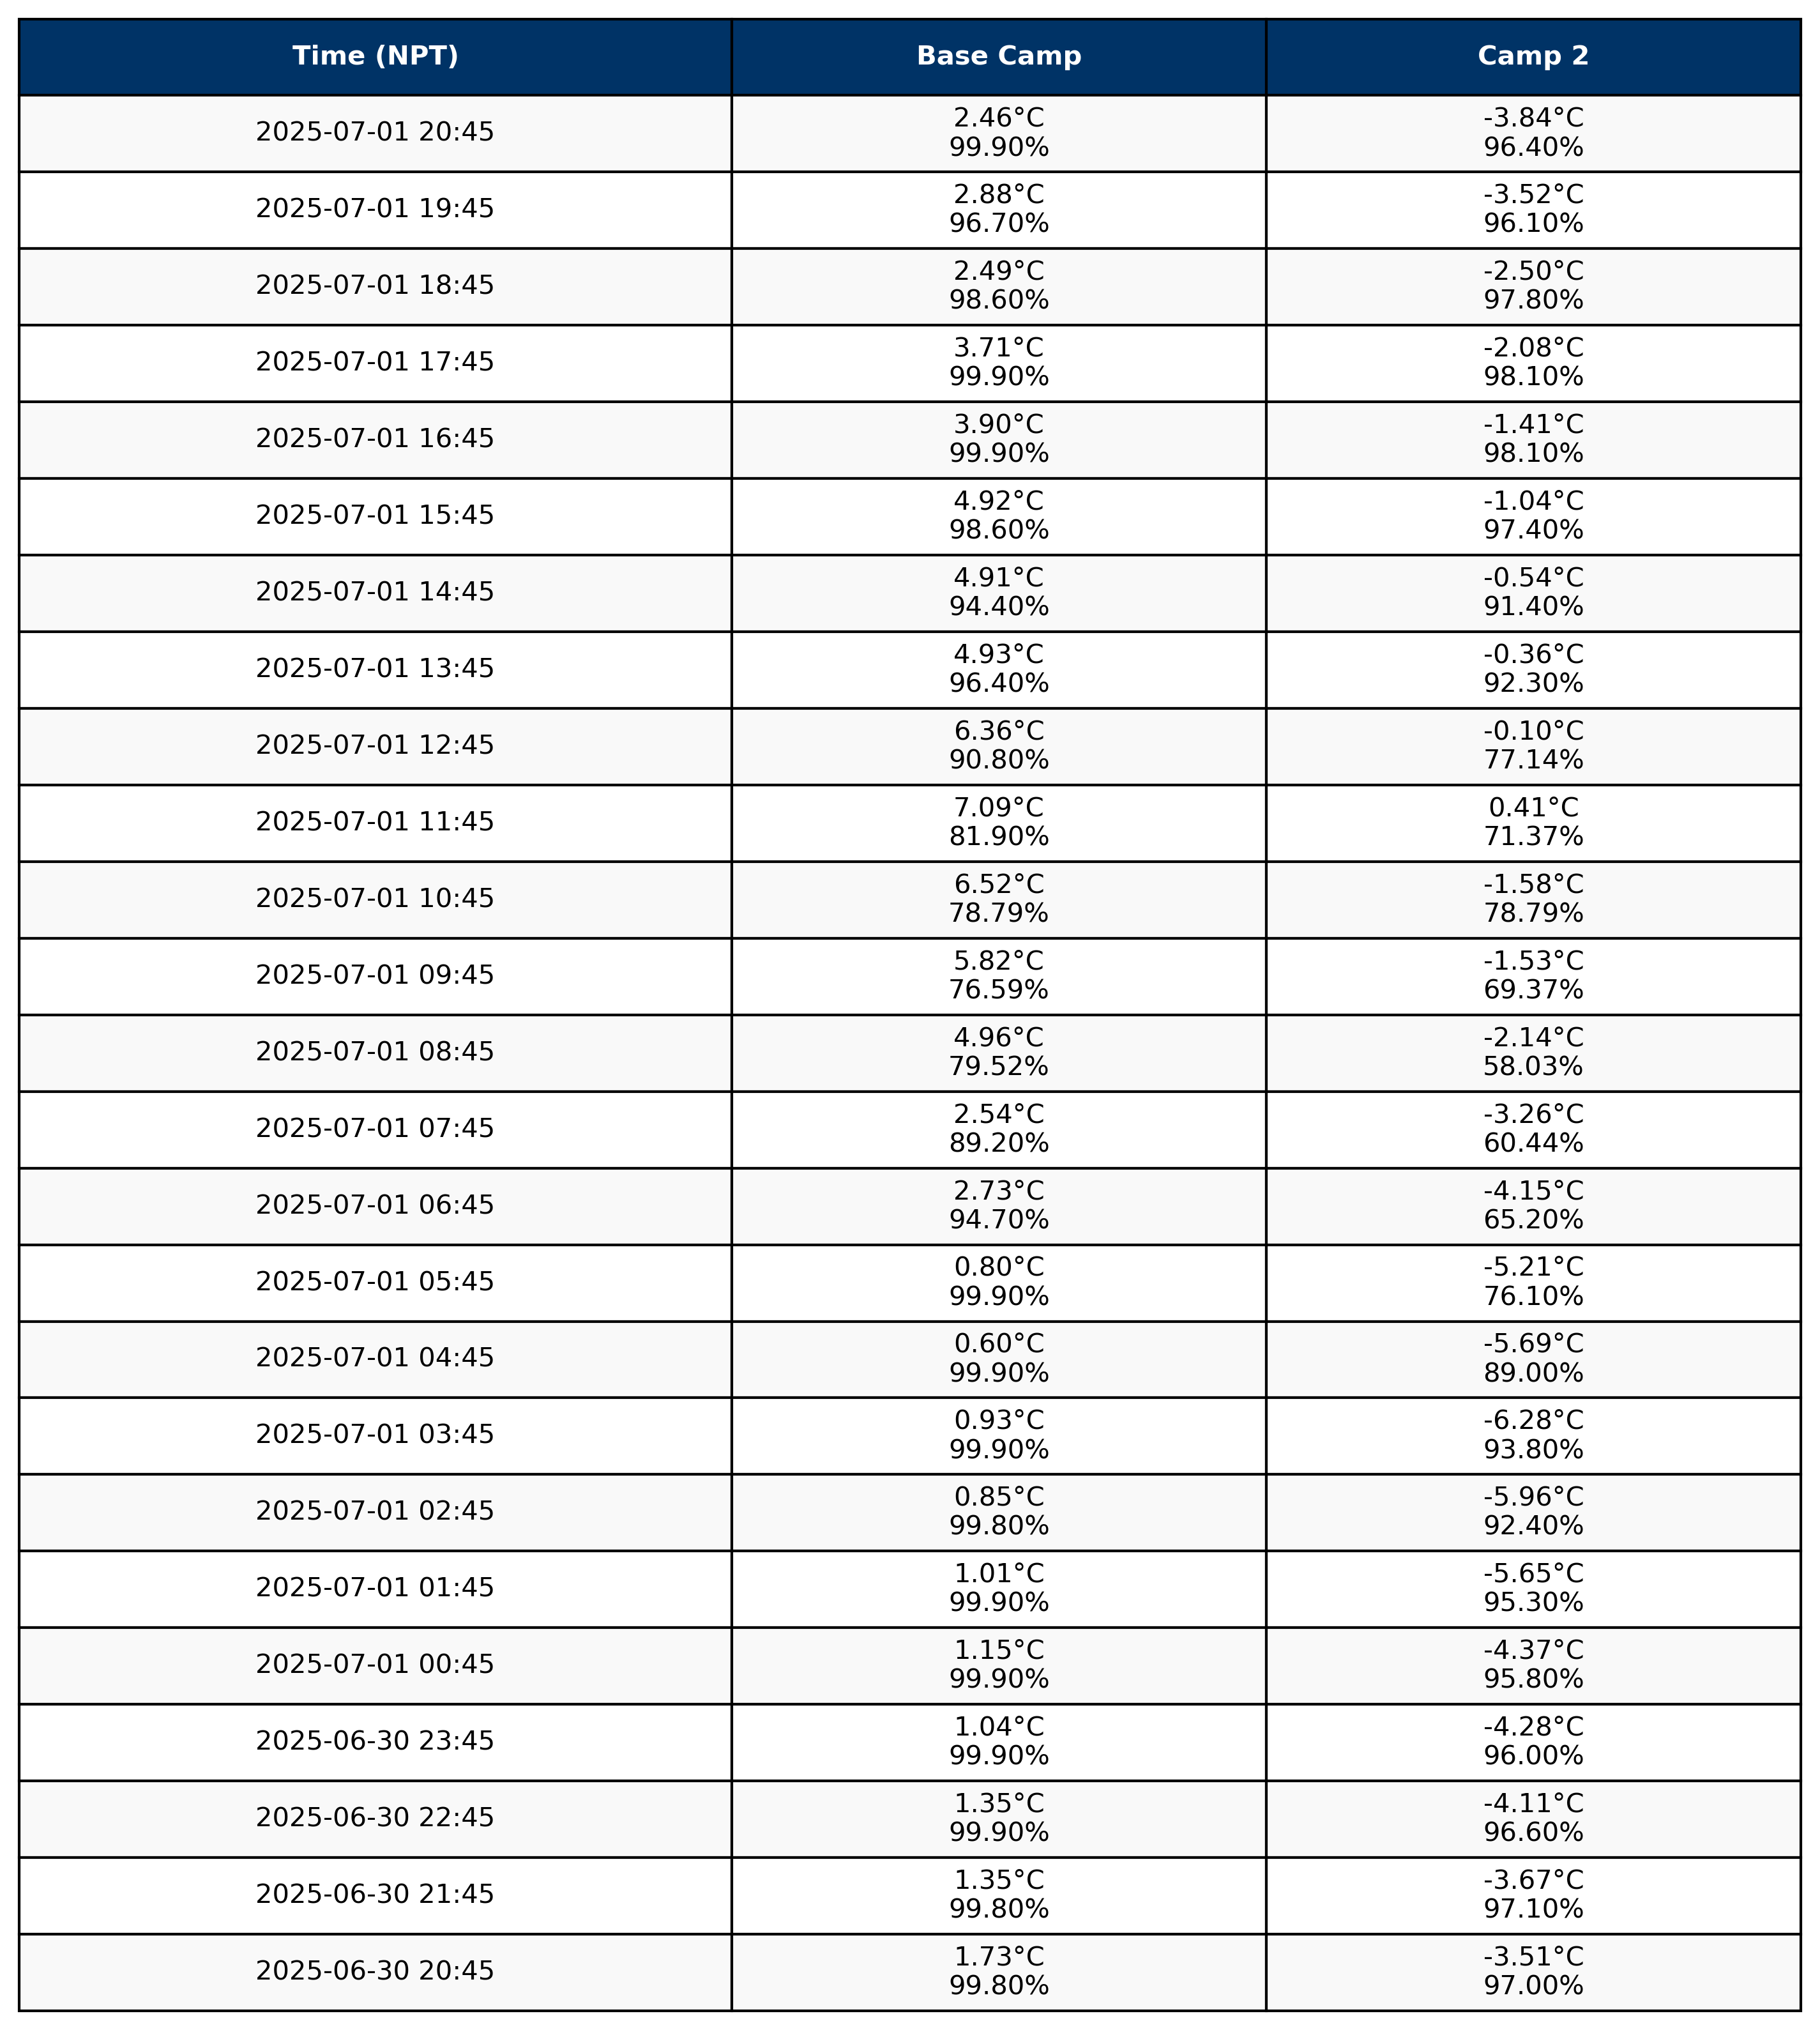 Time (NPT) Base Camp Camp 2
2025-07-01 20:45 2.46°C -3.84°C
99.90% 96.40%
2025-07-01 19:45 2.88°C -3.52°C
96.70% 96.10%
2025-07-01 18:45 2.49°C -2.50°C
98.60% 97.80%
2025-07-01 17:45 3.71°C -2.08°C
99.90% 98.10%
2025-07-01 16:45 3.90°C -1.41°C
99.90% 98.10%
2025-07-01 15:45 4.92°C -1.04°C
98.60% 97.40%
2025-07-01 14:45 4.91°C -0.54°C
94.40% 91.40%
2025-07-01 13:45 4.93°C -0.36°C
96.40% 92.30%
2025-07-01 12:45 6.36°C -0.10°C
90.80% 77.14%
2025-07-01 11:45 7.09°C 0.41°C
81.90% 71.37%
2025-07-01 10:45 6.52°C -1.58°C
78.79% 78.79%
2025-07-01 09:45 5.82°C -1.53°C
76.59% 69.37%
2025-07-01 08:45 4.96°C -2.14°C
79.52% 58.03%
2025-07-01 07:45 2.54°C -3.26°C
89.20% 60.44%
2025-07-01 06:45 2.73°C -4.15°C
94.70% 65.20%
2025-07-01 05:45 0.80°C -5.21°C
99.90% 76.10%
2025-07-01 04:45 0.60°C -5.69°C
99.90% 89.00%
2025-07-01 03:45 0.93°C -6.28°C
99.90% 93.80%
2025-07-01 02:45 0.85°C -5.96°C
99.80% 92.40%
2025-07-01 01:45 1.01°C -5.65°C
99.90% 95.30%
2025-07-01 00:45 1.15°C -4.37°C
99.90% 95.80%
2025-06-30 23:45 1.04°C -4.28°C
99.90% 96.00%
2025-06-30 22:45 1.35°C -4.11°C
99.90% 96.60%
2025-06-30 21:45 1.35°C -3.67°C
99.80% 97.10%
2025-06-30 20:45 1.73°C -3.51°C
99.80% 97.00%